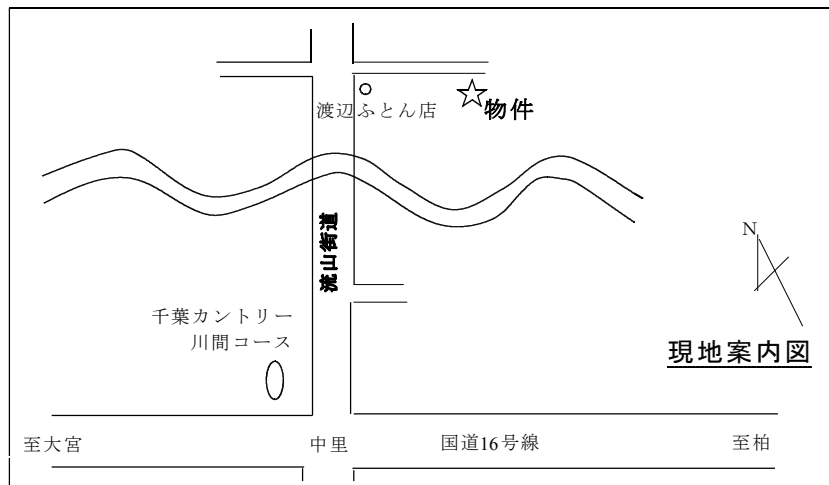 渡辺ふとん店
物件
流山街道
N
千葉カントリー
川間コース
現地案内図
至大宮
中里
国道16号線
至柏